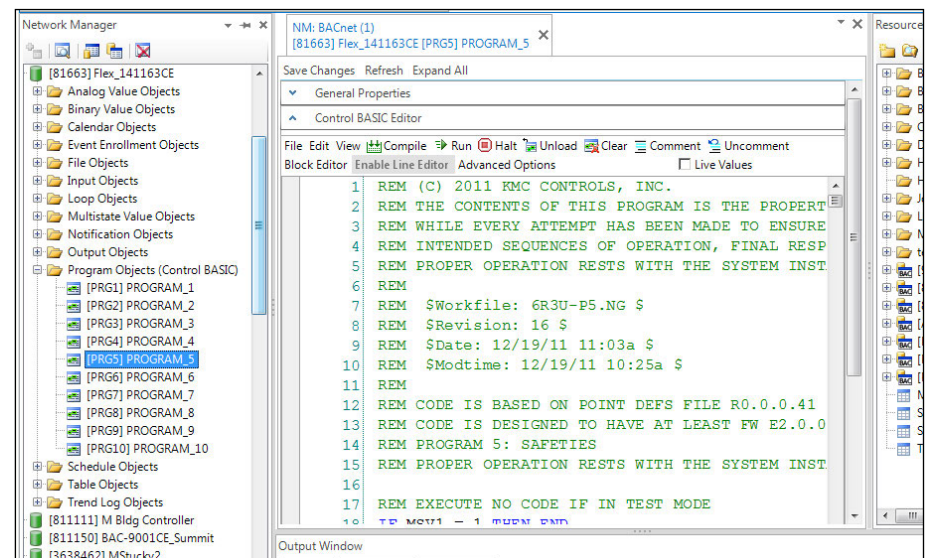 Network Manager
[81663] Flex_141163CE
Analog Value Objects
Binary Value Objects
Calendar Objects
Event Enrollment Objects
File Objects
Input Objects
Loop Objects
Multistate Value Objects
Notification Objects
Output Objects
Program Objects (Control BASIC)
[PRG1] PROGRAM_1
[PRG2] PROGRAM_2
[PRG3] PROGRAM_3
[PRG4] PROGRAM_4
[PRG5] PROGRAM_5
[PRG6] PROGRAM_6
[PRG7] PROGRAM_7
[PRG8] PROGRAM_8
[PRG9] PROGRAM_9
[PRG10] PROGRAM_10
Schedule Objects
Table Objects
Trend Log Objects
[811111] M Bldg Controller
[811150] BAC-9001CE_Summit
[3638462] MStucky2
NM: BACnet (1)
[81663] Flex_141163CE [PRG5] PROGRAM_5
Save Changes Refresh Expand All
General Properties
Control BASIC Editor
File Edit View Compile Run Halt Unload Clear Comment Uncomment
Block Editor Enable Line Editor Advanced Options Live Values
1 REM (C) 2011 KMC CONTROLS, INC.
2 REM THE CONTENTS OF THIS PROGRAM IS THE PROPERT
3 REM WHILE EVERY ATTEMPT HAS BEEN MADE TO ENSURE
4 REM INTENDED SEQUENCES OF OPERATION, FINAL RESP
5 REM PROPER OPERATION RESTS WITH THE SYSTEM INST
6 REM
7 REM $Workfile: 6R3U-P5.NG $
8 REM $Revision: 16 $
9 REM $Date: 12/19/11 11:03a $
10 REM $Modtime: 12/19/11 10:25a $
11 REM
12 REM CODE IS BASED ON POINT DEFS FILE R0.0.0.41
13 REM CODE IS DESIGNED TO HAVE AT LEAST FW E2.0.0
14 REM PROGRAM 5: SAFETIES
15 REM PROPER OPERATION RESTS WITH THE SYSTEM INST
16
17 REM EXECUTE NO CODE IF IN TEST MODE
18 IF MSV1 = 1 THEN END
Output Window
Resource